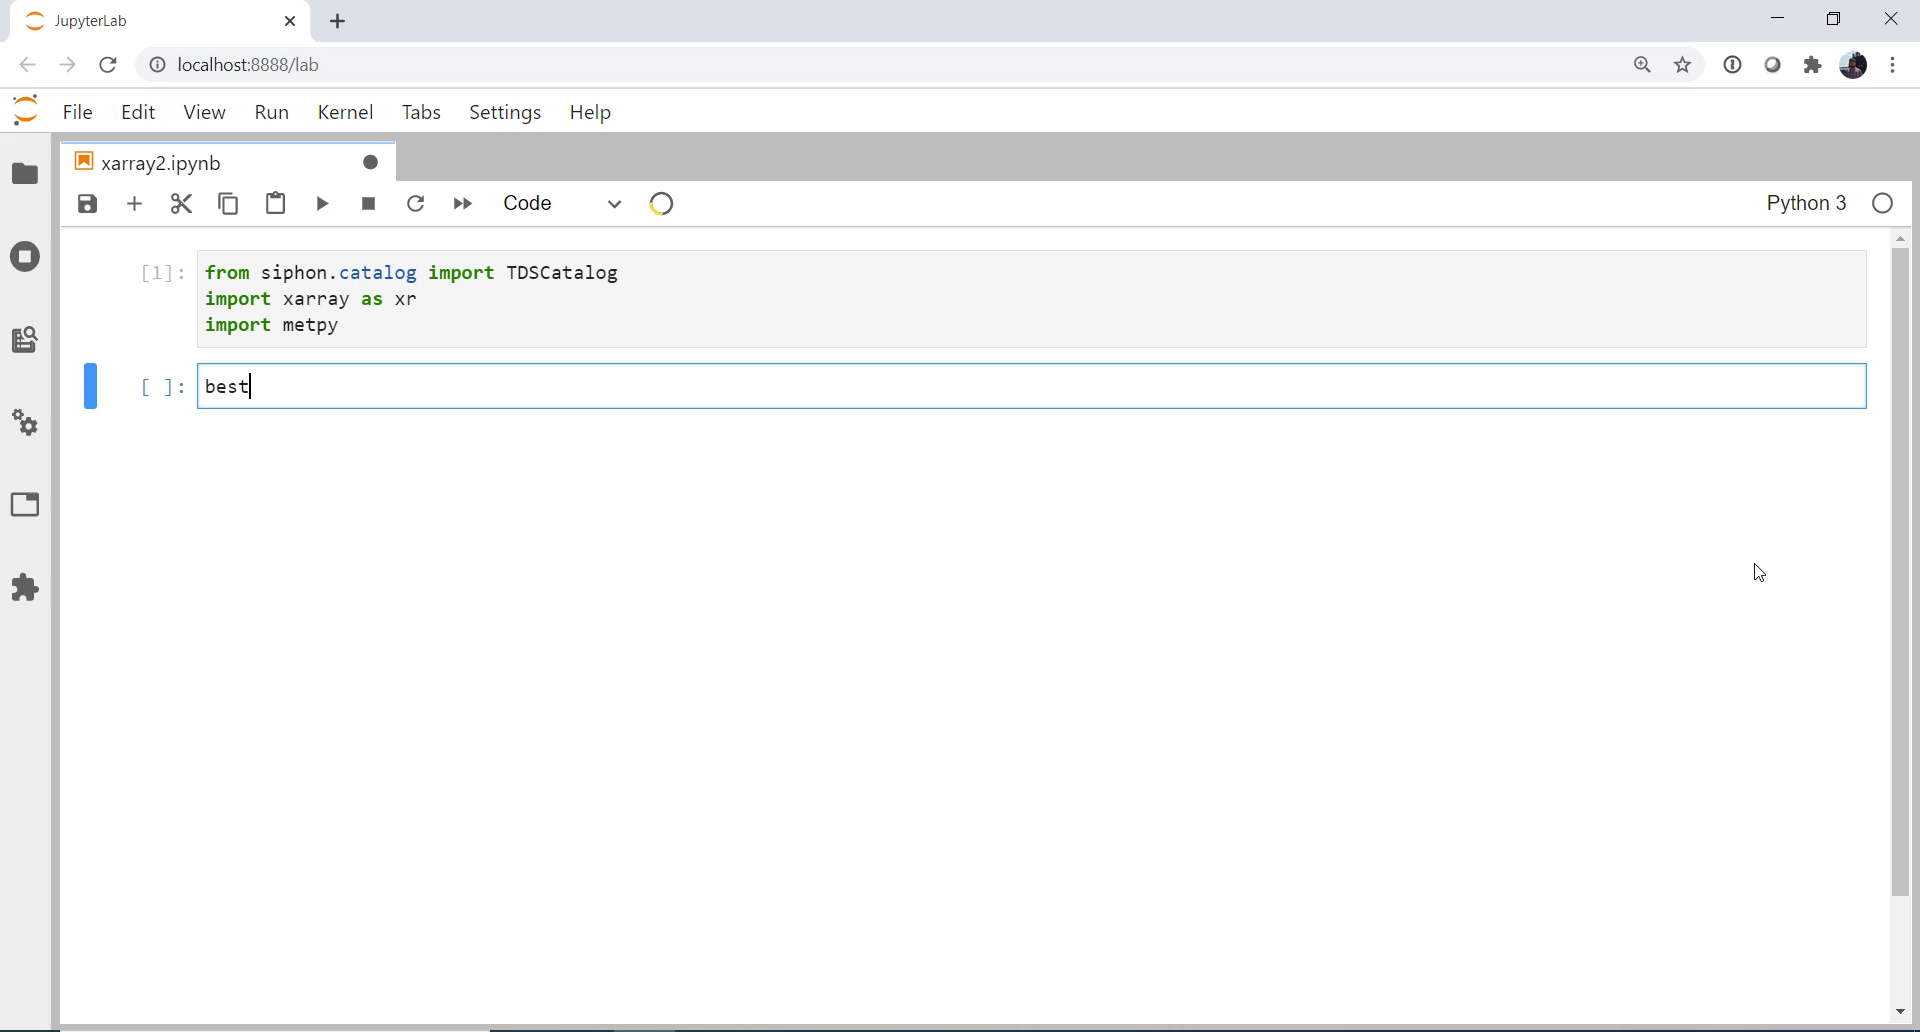 JupyterLab
localhost:8888/lab
File Edit View Run Kernel Tabs Settings Help
xarray2.ipynb
Code Python 3
[1]: from siphon.catalog import TDSCatalog
import xarray as xr
import metpy
[ ]: best